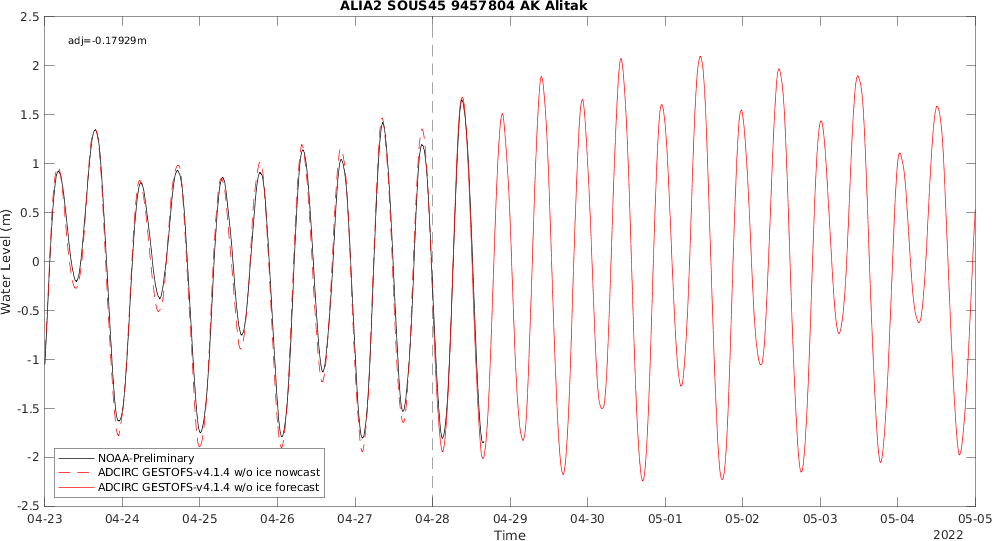 ALIA2 SOUS45 9457804 AK Alitak
adj=-0.17929m
2.5
2
1.5
1
0.5
0
-0.5
-1
-1.5
-2
-2.5
Water Level (m)
NOAA-Preliminary
ADCIRC GESTOFS-v4.1.4 w/o ice nowcast
ADCIRC GESTOFS-v4.1.4 w/o ice forecast
04-23 04-24 04-25 04-26 04-27 04-28 04-29 04-30 05-01 05-02 05-03 05-04 05-05
Time
2022